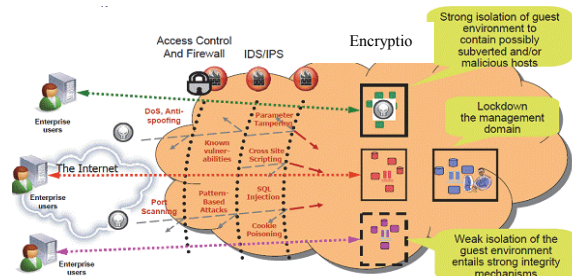 Access Control
And Firewall
IDS/IPS
Encryptio
Strong isolation of guest
environment to
contain possibly
subverted and/or
malicious hosts
Enterprise
users
DoS, Anti-
spoofing
Parameter
Tampering
Known
vulner-
abilities
Cross Site
Scripting
Lockdown
the management
domain
The Internet
Enterprise
users
Port
Scanning
Pattern-
Based
Attacks
SQL
Injection
Cookie
Poisoning
Enterprise
users
Weak isolation of the
guest environment
entails strong integrity
mechanisms